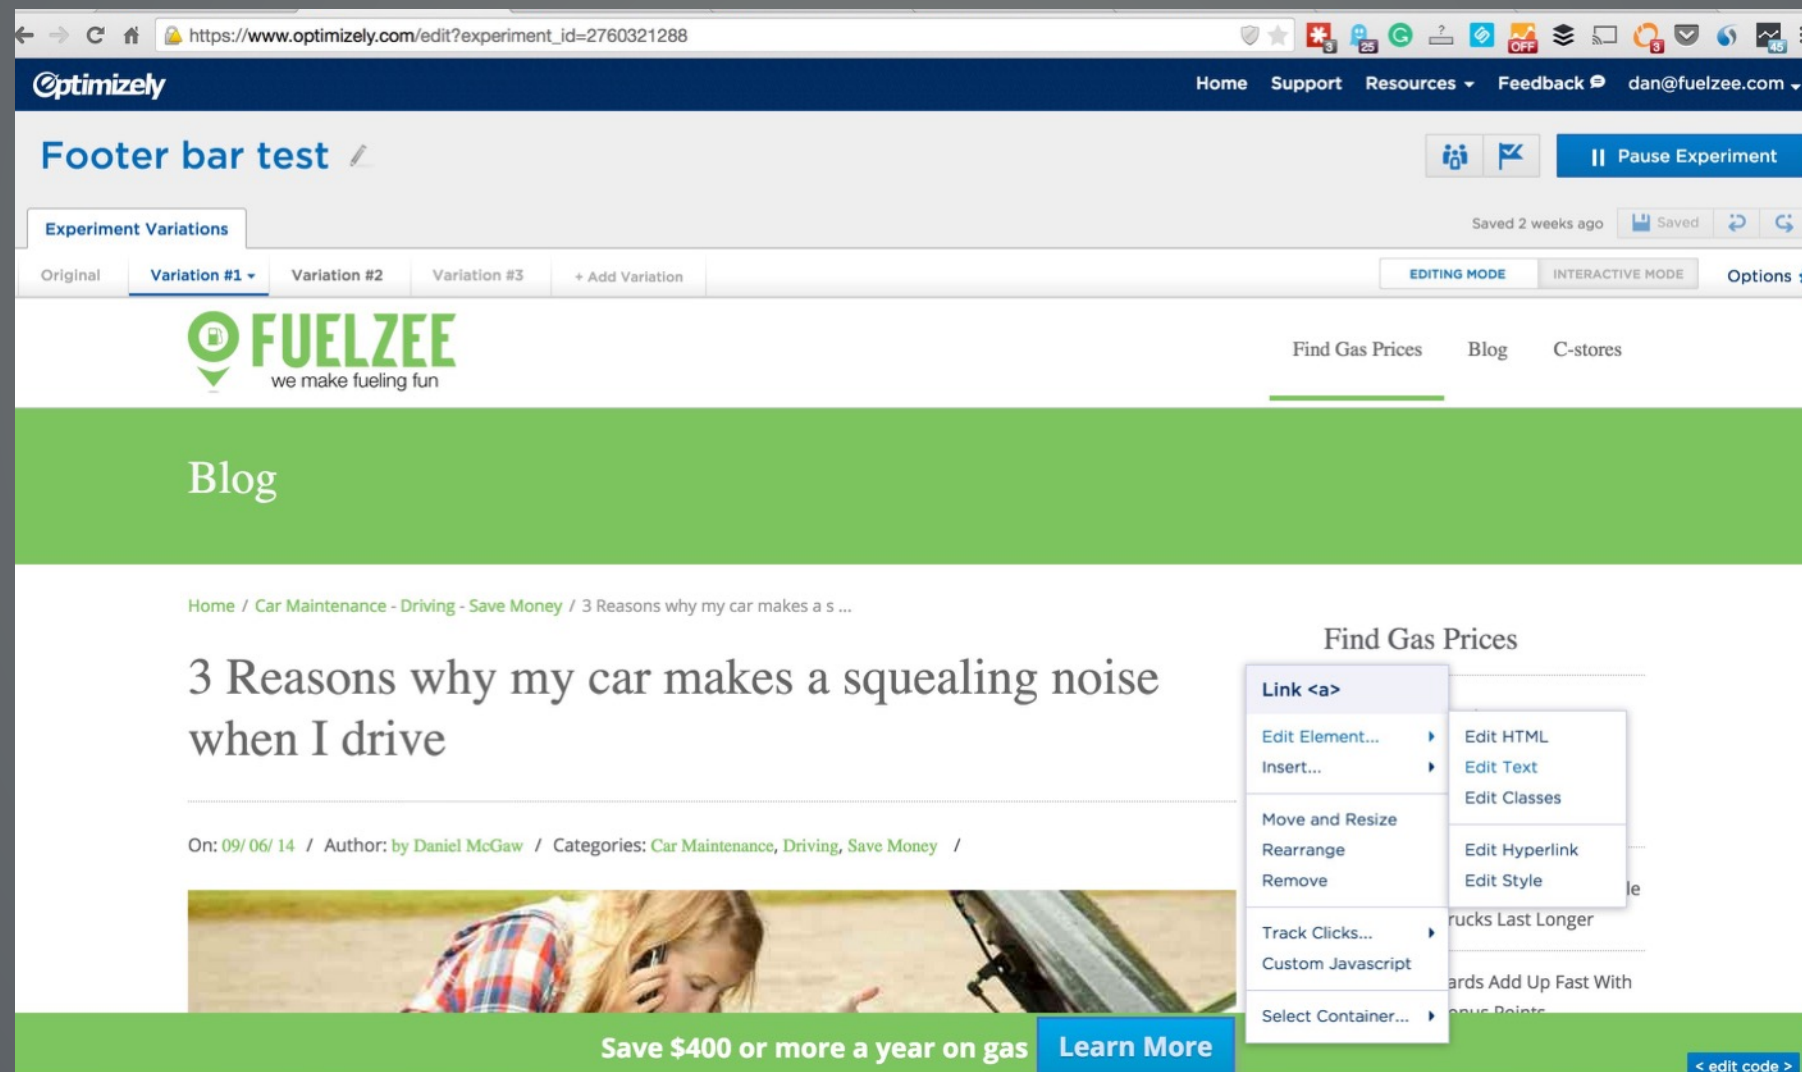 https://www.optimizely.com/edit?experiment_id=2760321288
3 25 OFF 3 45
Optimizely
Home Support Resources Feedback dan@fuelzee.com
Footer bar test
Pause Experiment
Experiment Variations
Saved 2 weeks ago Saved
Original Variation #1 Variation #2 Variation #3 + Add Variation
EDITING MODE INTERACTIVE MODE Options
FUELZEE
we make fueling fun
Find Gas Prices Blog C-stores
Blog
Home / Car Maintenance - Driving - Save Money / 3 Reasons why my car makes a s ...
3 Reasons why my car makes a squealing noise
when I drive
On: 09/ 06/ 14 / Author: by Daniel McGaw / Categories: Car Maintenance, Driving, Save Money /
Find Gas Prices
Link <a>
Edit Element...
Insert...
Move and Resize
Rearrange
Remove
Track Clicks...
Custom Javascript
Select Container...
Edit HTML
Edit Text
Edit Classes
Edit Hyperlink
Edit Style
Last Longer
Add Up Fast With
Save $400 or more a year on gas Learn More
< edit code >